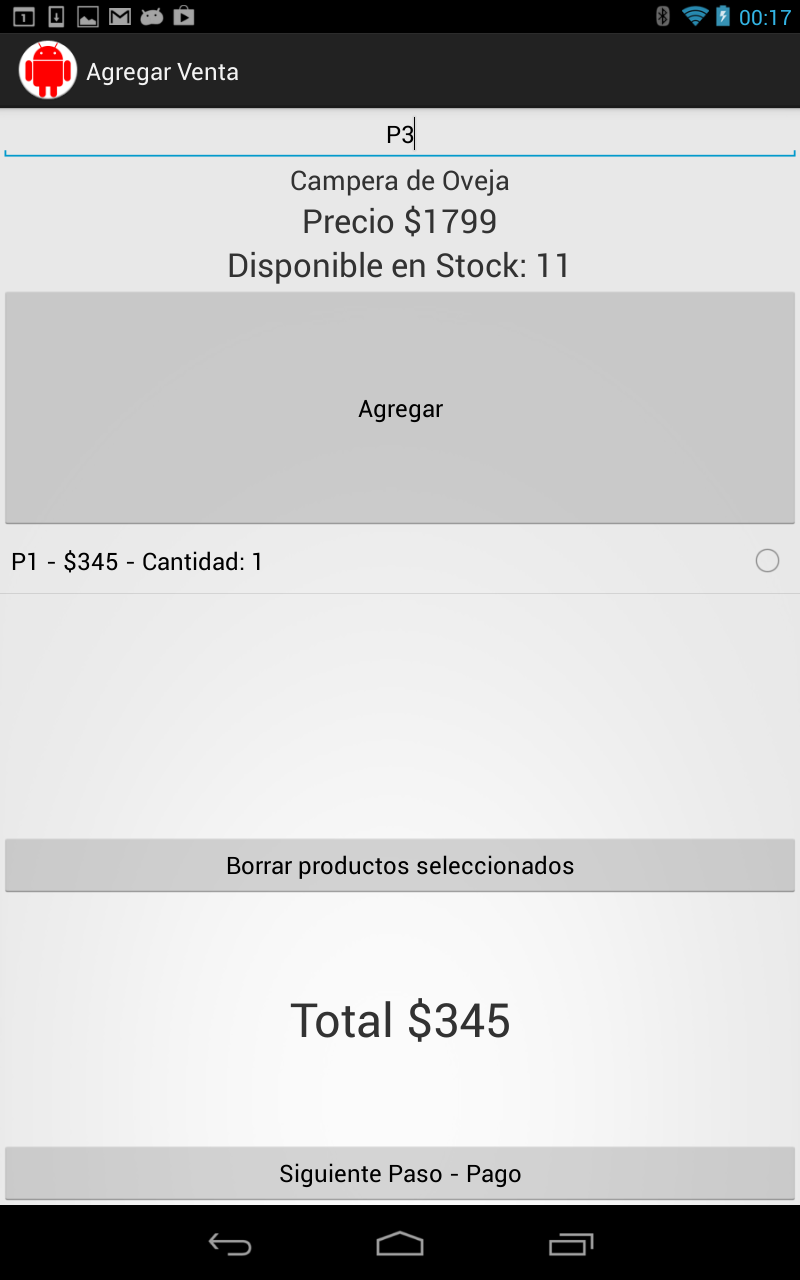 1
00:17
Agregar Venta
P3
Campera de Oveja
Precio $1799
Disponible en Stock: 11
Agregar
P1 - $345 - Cantidad: 1
Borrar productos seleccionados
Total $345
Siguiente Paso - Pago